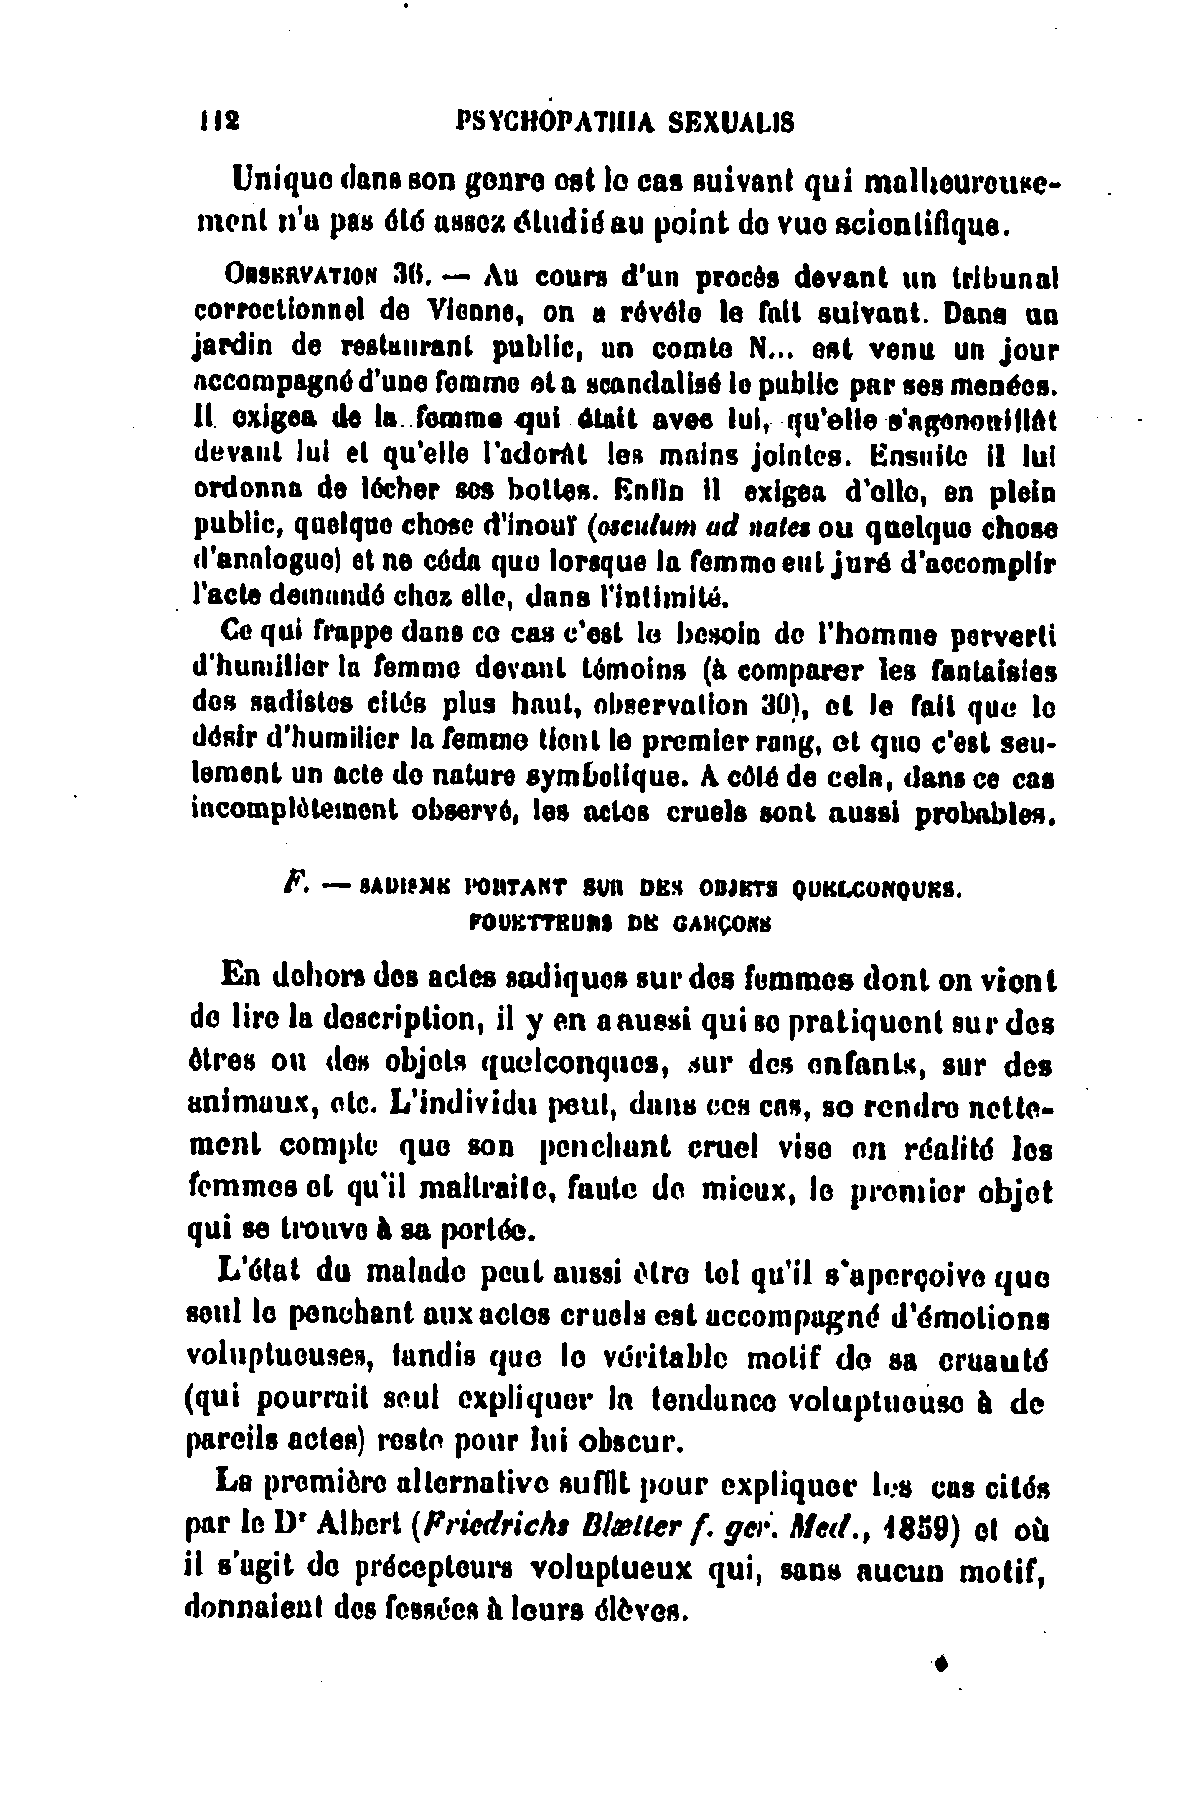 112 PSYCHOPATHIA SEXUALIS
Unique dans son genre est le cas suivant qui malheureuse-
ment n'a pas été assez étudié au point de vue scientifique.
OBSERVATION 36. — Au cours d'un procès devant un tribunal
correctionnel de Vienne, on a révélé le fait suivant. Dans un
jardin de restaurant public, un comte N... est venu un jour
accompagné d'une femme et a scandalisé le public par ses menées.
Il exigea de la femme qui était avec lui, qu'elle s'agenouillât
devant lui et qu'elle l'adorât les mains jointes. Ensuite il lui
ordonna de lécher ses bottes. Enfin il exigea d'elle, en plein
public, quelque chose d'inouï (osculum ad nates ou quelque chose
d'analogue) et ne céda que lorsque la femme eut juré d'accomplir
l'acte demandé chez elle, dans l'intimité.
Ce qui frappe dans ce cas c'est le besoin de l'homme perverti
d'humilier la femme devant témoins (à comparer les fantaisies
des sadistes cités plus haut, observation 30), et le fait que le
désir d'humilier la femme tient le premier rang, et que c'est seu-
lement un acte de nature symbolique. A côté de cela, dans ce cas
incomplètement observé, les actes cruels sont aussi probables.
F. — SADISME PORTANT SUR DES OBJETS QUELCONQUES.
FOUETTEURS DE GARÇONS
En dehors des actes sadiques sur des femmes dont on vient
de lire la description, il y en a aussi qui se pratiquent sur des
êtres ou des objets quelconques, sur des enfants, sur des
animaux, etc. L'individu peut, dans ces cas, se rendre nette-
ment compte que son penchant cruel vise en réalité les
femmes et qu'il maltraite, faute de mieux, le premier objet
qui se trouve à sa portée.
L'état du malade peut aussi être tel qu'il s'aperçoive que
seul le penchant aux actes cruels est accompagné d'émotions
voluptueuses, tandis que le véritable motif de sa cruauté
(qui pourrait seul expliquer la tendance voluptueuse à de
pareils actes) reste pour lui obscur.
La première alternative suffit pour expliquer les cas cités
par le Dr Albert (Friedrichs Blætter f. ger. Med., 1859) et où
il s'agit de précepteurs voluptueux qui, sans aucun motif,
donnaient des fessées à leurs élèves.